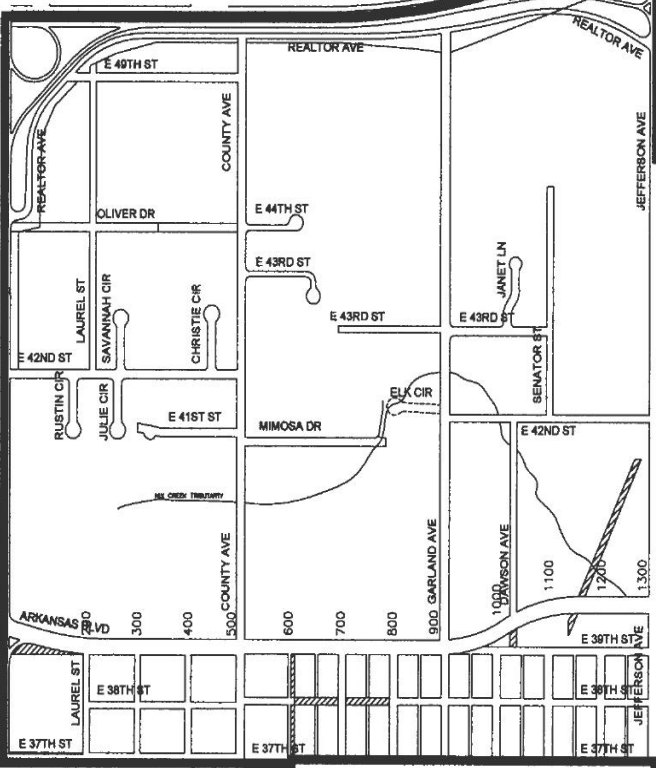 REALTOR AVE
REALTOR AVE
E 49TH ST
COUNTY AVE
JEFFERSON AVE
REALTOR AVE
OLIVER DR
E 44TH ST
E 43RD ST
JANET LN
LAUREL ST
SAVANNAH CIR
CHRISTIE CIR
E 43RD ST
E 43RD ST
SENATOR ST
E 42ND ST
RUSTIN CIR
JULIE CIR
E 41ST ST
ELK CIR
MIMOSA DR
E 42ND ST
NIX CREEK TRIBUTARTY
COUNTY AVE
GARLAND AVE
DAWSON AVE
ARKANSAS BLVD
300
400
500
600
700
800
900
1000
1100
1200
1300
E 39TH ST
LAUREL ST
E 38TH ST
E 38TH ST
JEFFERSON AVE
E 37TH ST
E 37TH ST
E 37TH ST